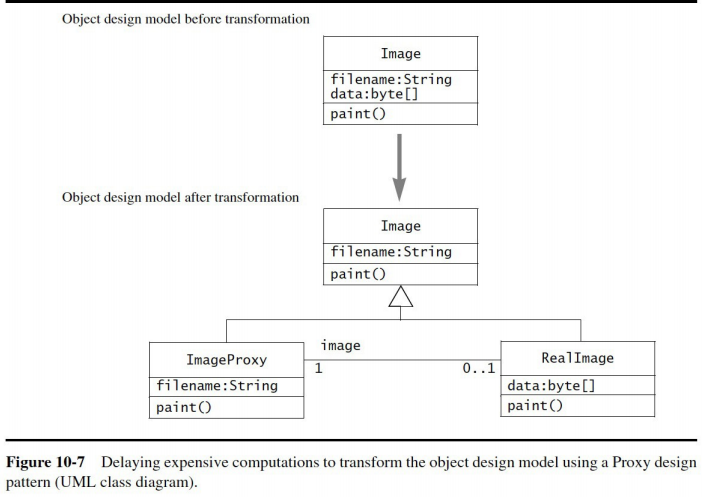 Object design model before transformation
Image
filename:String
data:byte[]
paint()
Object design model after transformation
Image
filename:String
paint()
image
ImageProxy
1
0..1
RealImage
filename:String
data:byte[]
paint()
paint()
Figure 10-7 Delaying expensive computations to transform the object design model using a Proxy design
pattern (UML class diagram).